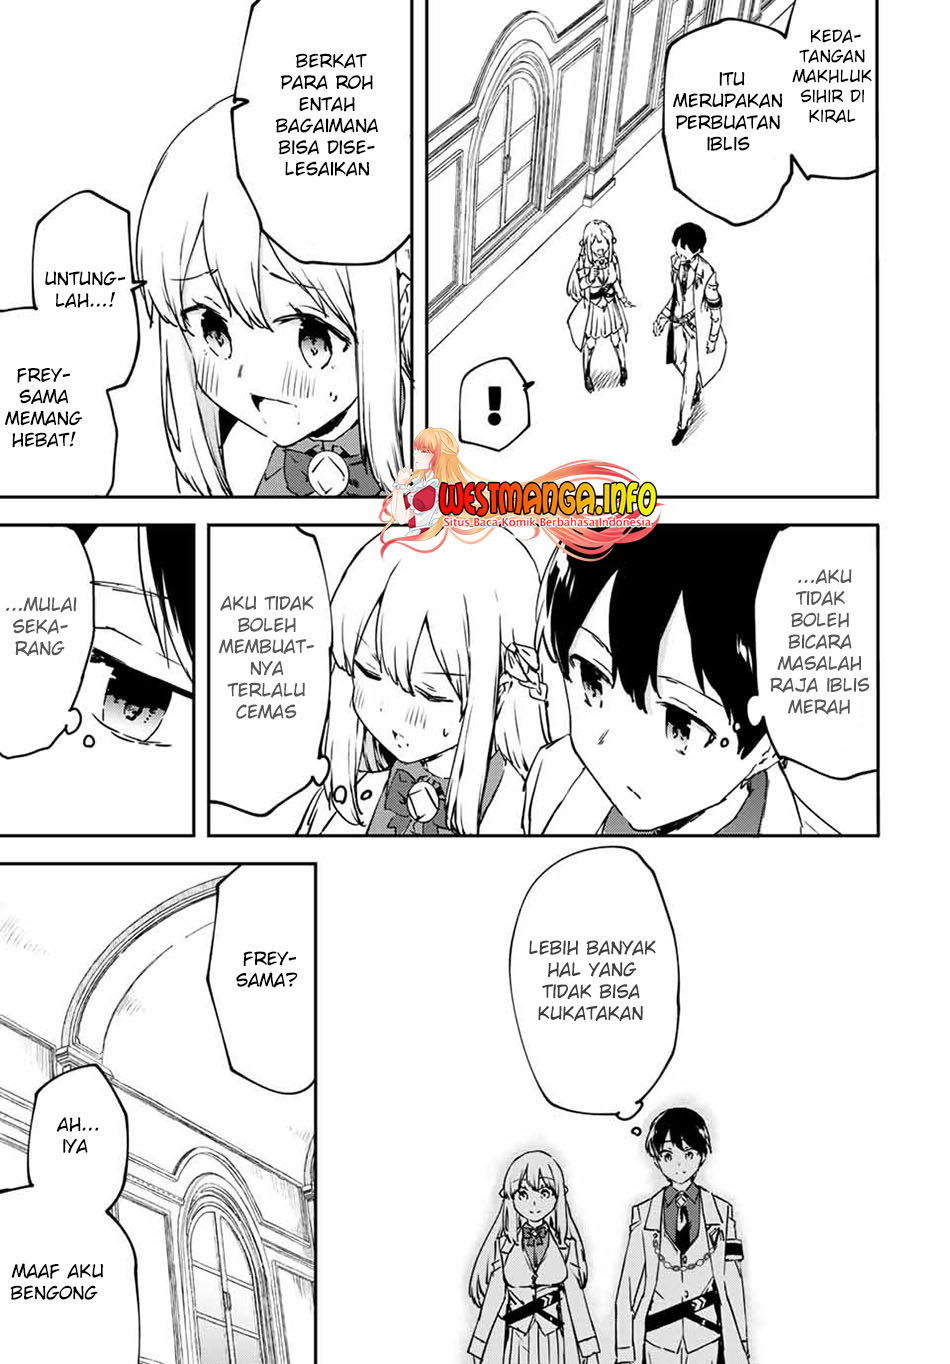 KEDA-
TANGAN
MAKHLUK
SIHIR DI
KIRAL
ITU
MERUPAKAN
PERBUATAN
IBLIS
!
BERKAT
PARA ROH
ENTAH
BAGAIMANA
BISA DISE-
LESAIKAN
UNTUNG-
LAH...!
FREY-
SAMA
MEMANG
HEBAT!
WESTMANGA.INFO
Situs Baca Komik Berbahasa Indonesia
...AKU
TIDAK
BOLEH
BICARA
MASALAH
RAJA IBLIS
MERAH
AKU TIDAK
BOLEH
MEMBUAT-
NYA
TERLALU
CEMAS
...MULAI
SEKA-
RANG
LEBIH BANYAK
HAL YANG
TIDAK BISA
KUKATAKAN
FREY-
SAMA?
AH...
IYA
MAAF AKU
BENGONG